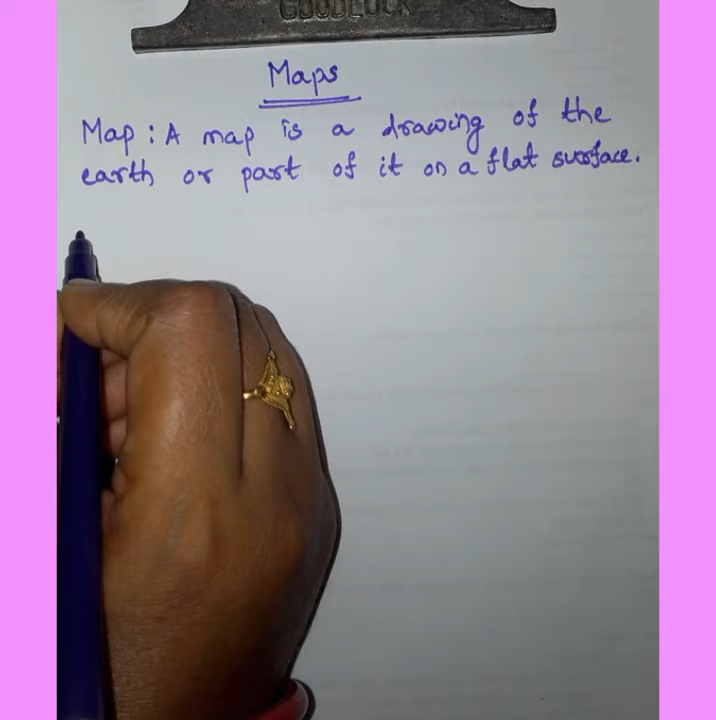 GOODLUCK
Maps
Map : A map is a drawing of the
earth or part of it on a flat surface.